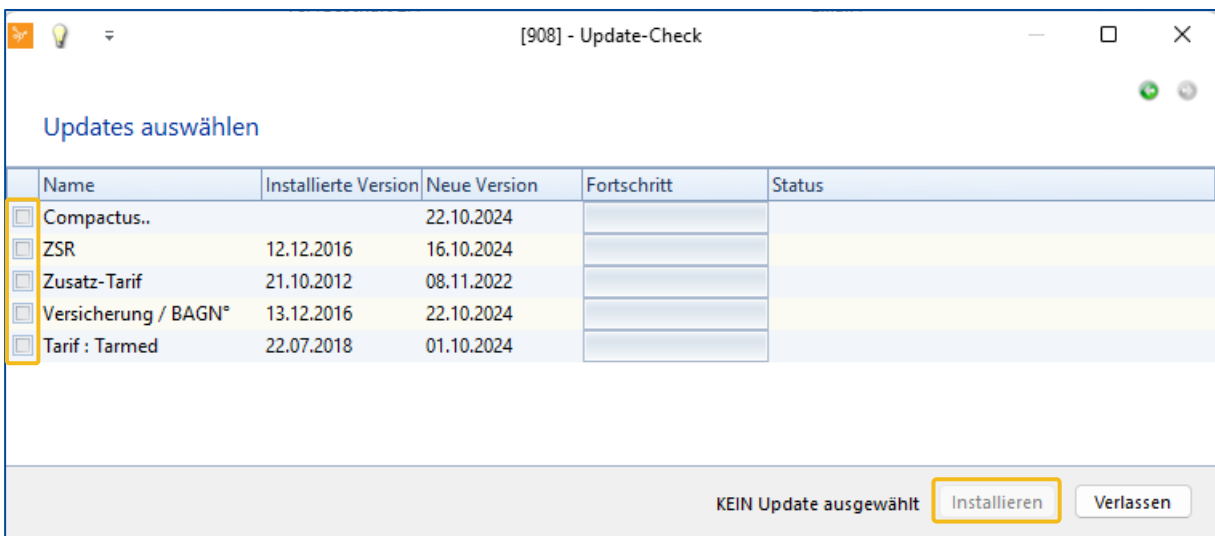 [908] - Update-Check
Updates auswählen
Name Installierte Version Neue Version Fortschritt Status
Compactus.. 22.10.2024
ZSR 12.12.2016 16.10.2024
Zusatz-Tarif 21.10.2012 08.11.2022
Versicherung / BAGN° 13.12.2016 22.10.2024
Tarif : Tarmed 22.07.2018 01.10.2024
KEIN Update ausgewählt Installieren Verlassen